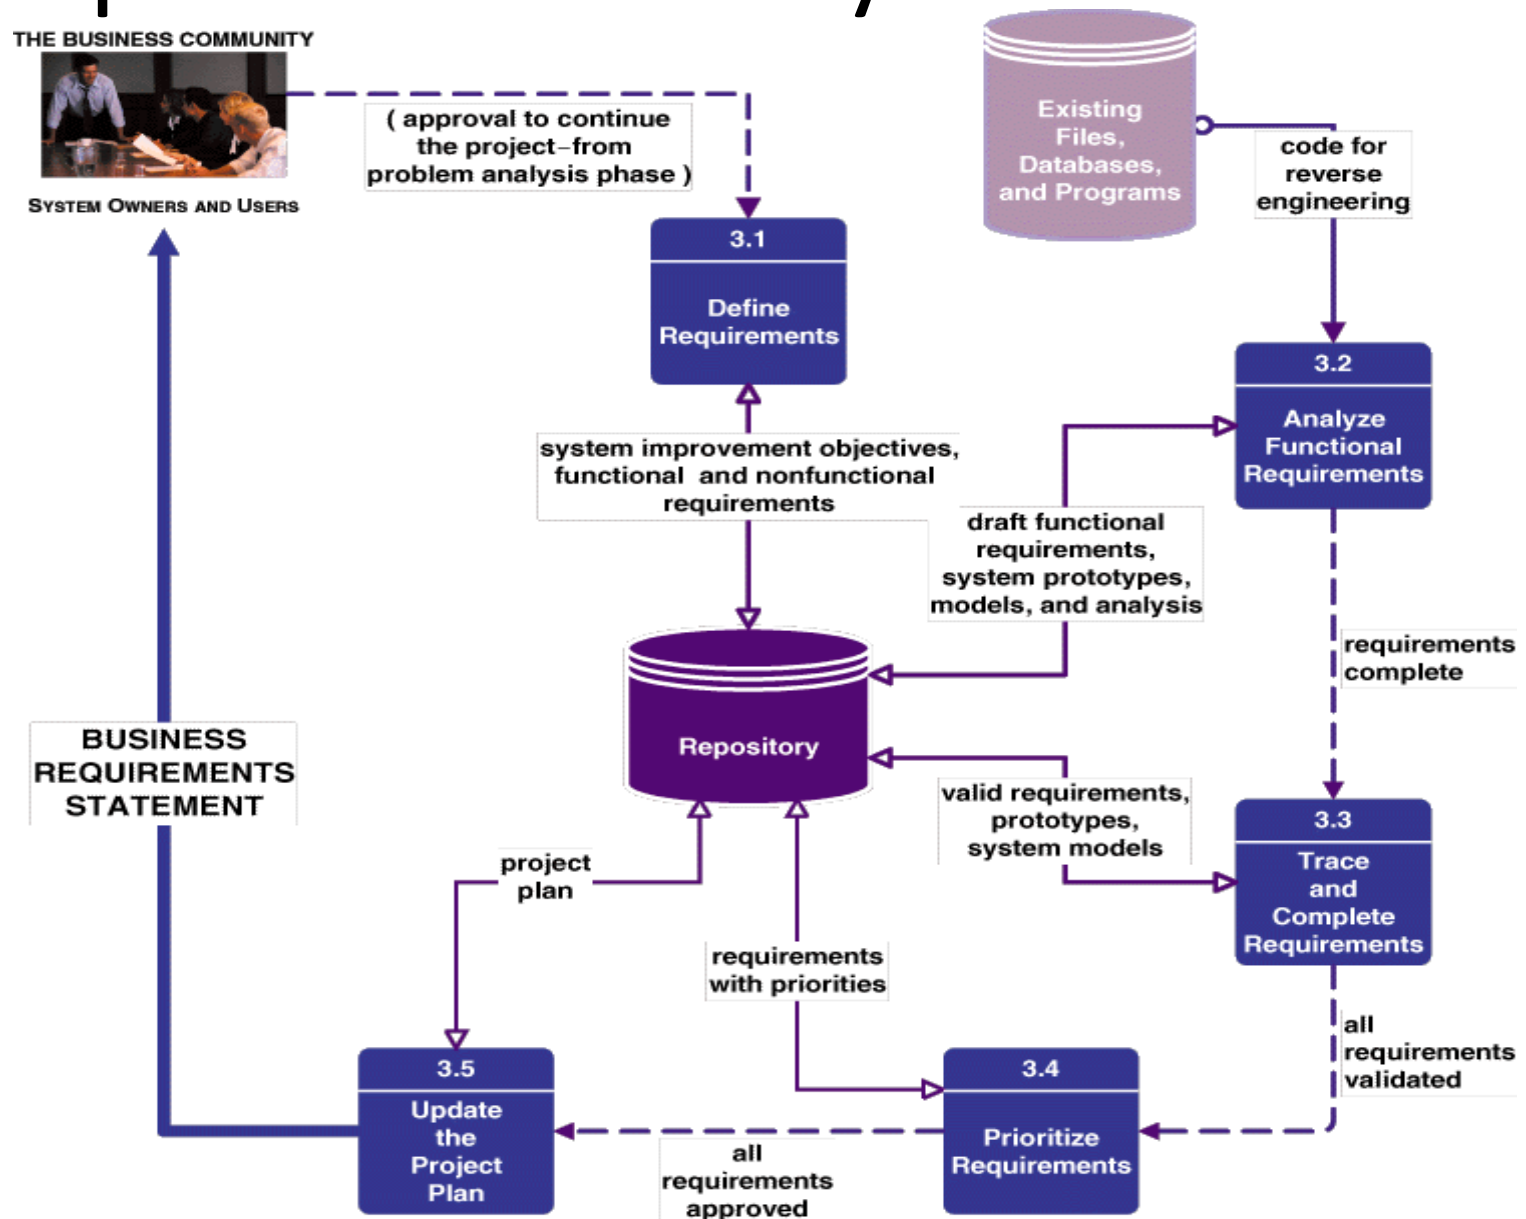 THE BUSINESS COMMUNITY
SYSTEM OWNERS AND USERS
( approval to continue
the project–from
problem analysis phase )
Existing
Files,
Databases,
and Programs
code for
reverse
engineering
3.1
Define
Requirements
3.2
Analyze
Functional
Requirements
system improvement objectives,
functional and nonfunctional
requirements
draft functional
requirements,
system prototypes,
models, and analysis
requirements
complete
Repository
BUSINESS
REQUIREMENTS
STATEMENT
valid requirements,
prototypes,
system models
3.3
Trace
and
Complete
Requirements
project
plan
requirements
with priorities
all
requirements
validated
3.5
Update
the
Project
Plan
3.4
Prioritize
Requirements
all
requirements
approved